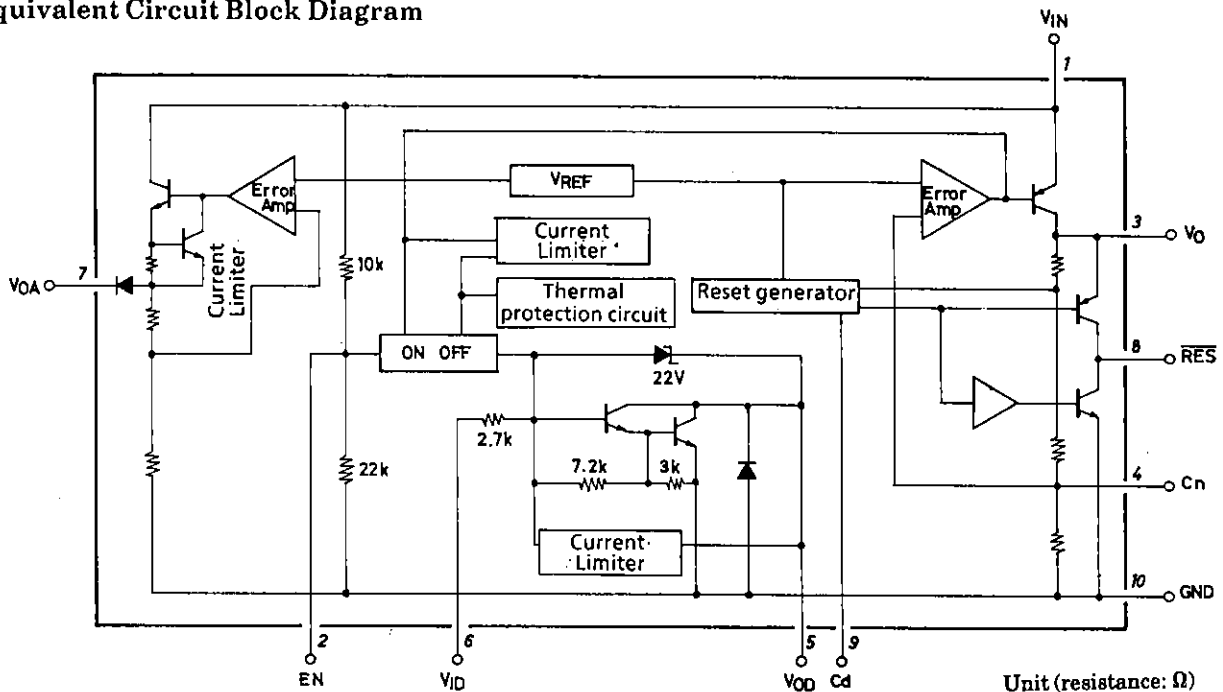 quivalent Circuit Block Diagram
VIN
1
Error Amp
VREF
Error Amp
Current Limiter
3
VO
7
VOA
Current Limiter
10k
Thermal protection circuit
Reset generator
ON OFF
22V
8
RES
2.7k
22k
7.2k
3k
4
Cn
Current Limiter
10
GND
2
EN
6
VID
5
VOD
9
Cd
Unit (resistance: Ω)